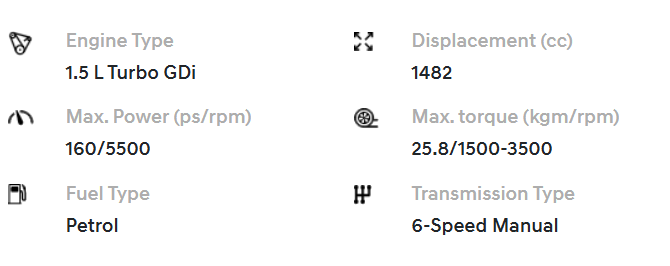 Engine Type
1.5 L Turbo GDi
Displacement (cc)
1482
Max. Power (ps/rpm)
160/5500
Max. torque (kgm/rpm)
25.8/1500-3500
Fuel Type
Petrol
Transmission Type
6-Speed Manual